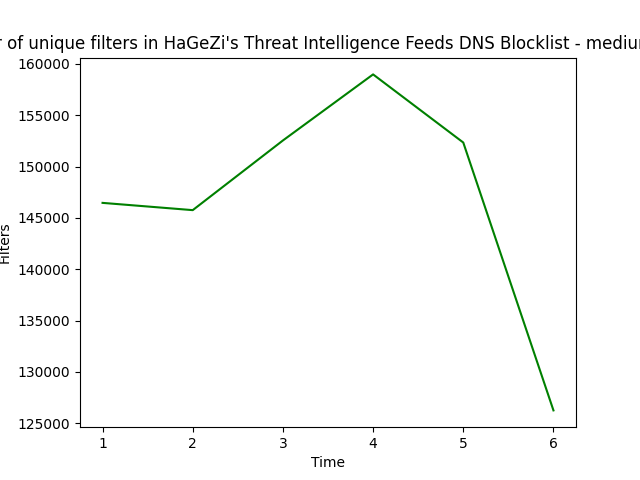 r of unique filters in HaGeZi's Threat Intelligence Feeds DNS Blocklist - mediu
160000
155000
150000
145000
140000
135000
130000
125000
Filters
1 2 3 4 5 6
Time